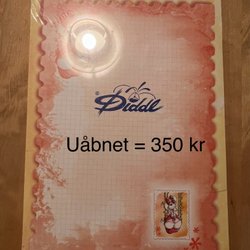 Diddl
Uåbnet = 350 kr